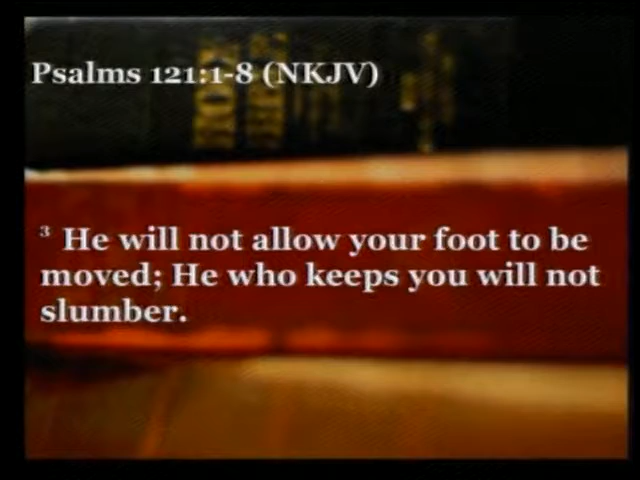 Psalms 121:1-8 (NKJV)
³ He will not allow your foot to be
moved; He who keeps you will not
slumber.